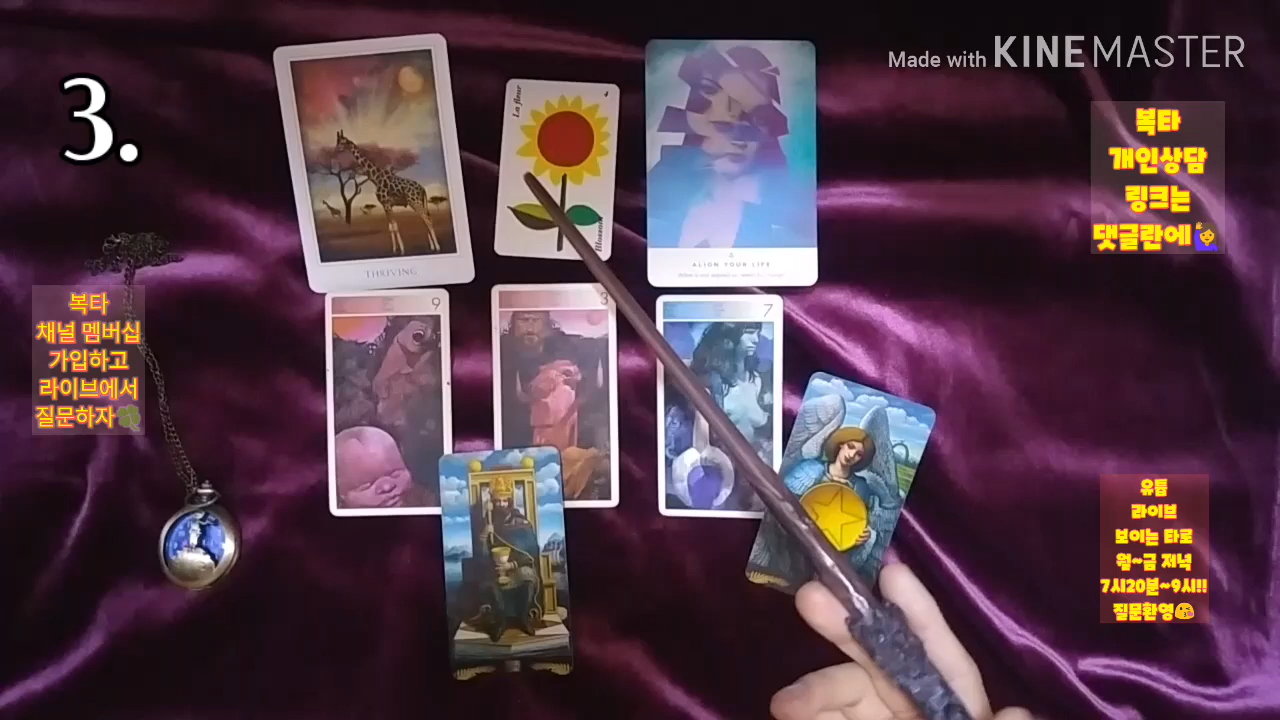 Made with KINEMASTER
3.
복타
개인상담
링크는
댓글란에🙋‍♀️
복타
채널 멤버십
가입하고
라이브에서
질문하자🍀
유튭
라이브
보이는 타로
월~금 저녁
7시20분~9시!!
질문환영😘
THRIVING
La fleur
4
Blossom
ALIGN YOUR LIFE
9
3
7